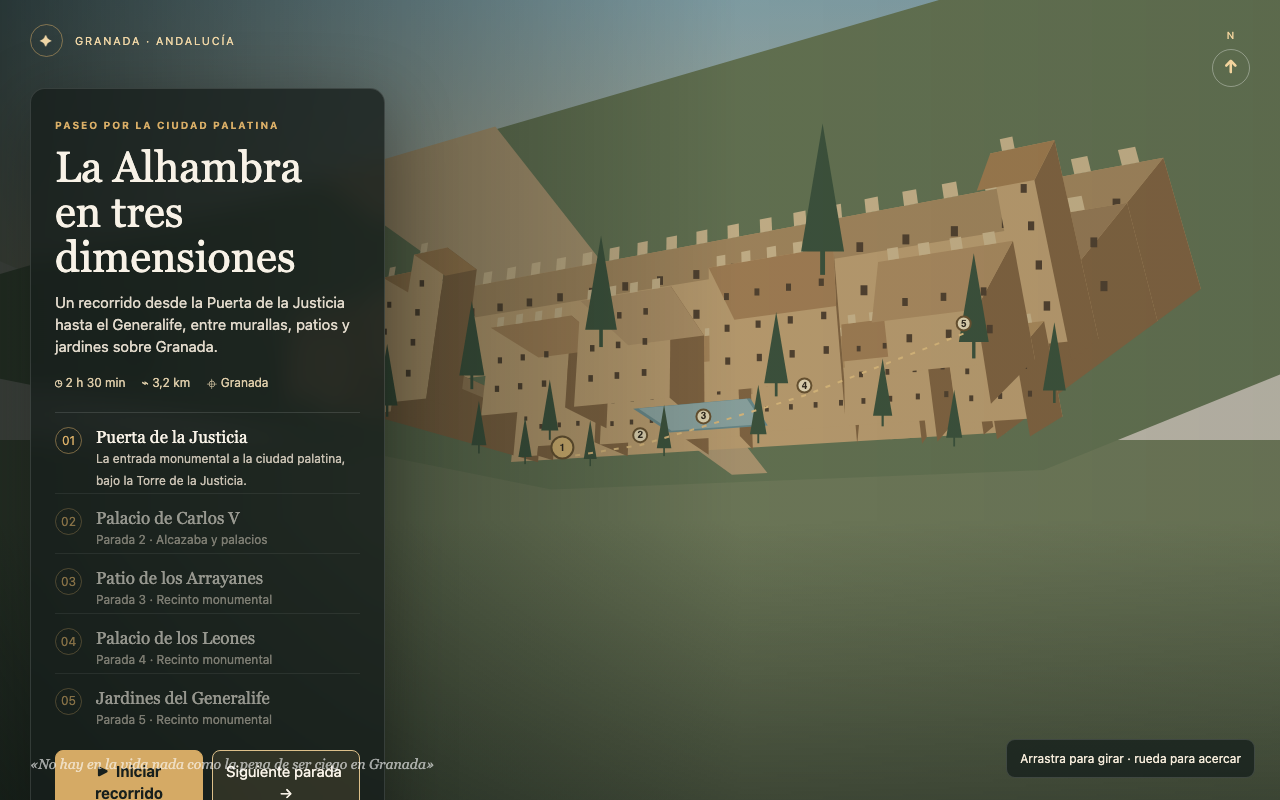 GRANADA · ANDALUCÍA
N
PASEO POR LA CIUDAD PALATINA
La Alhambra
en tres
dimensiones
Un recorrido desde la Puerta de la Justicia
hasta el Generalife, entre murallas, patios y
jardines sobre Granada.
2 h 30 min
3,2 km
Granada
01
Puerta de la Justicia
La entrada monumental a la ciudad palatina,
bajo la Torre de la Justicia.
02
Palacio de Carlos V
Parada 2 · Alcazaba y palacios
03
Patio de los Arrayanes
Parada 3 · Recinto monumental
04
Palacio de los Leones
Parada 4 · Recinto monumental
05
Jardines del Generalife
Parada 5 · Recinto monumental
«No hay en la vida nada como la pena de ser ciego en Granada»
► Iniciar
recorrido
Siguiente parada
→
1
2
3
4
5
Arrastra para girar · rueda para acercar